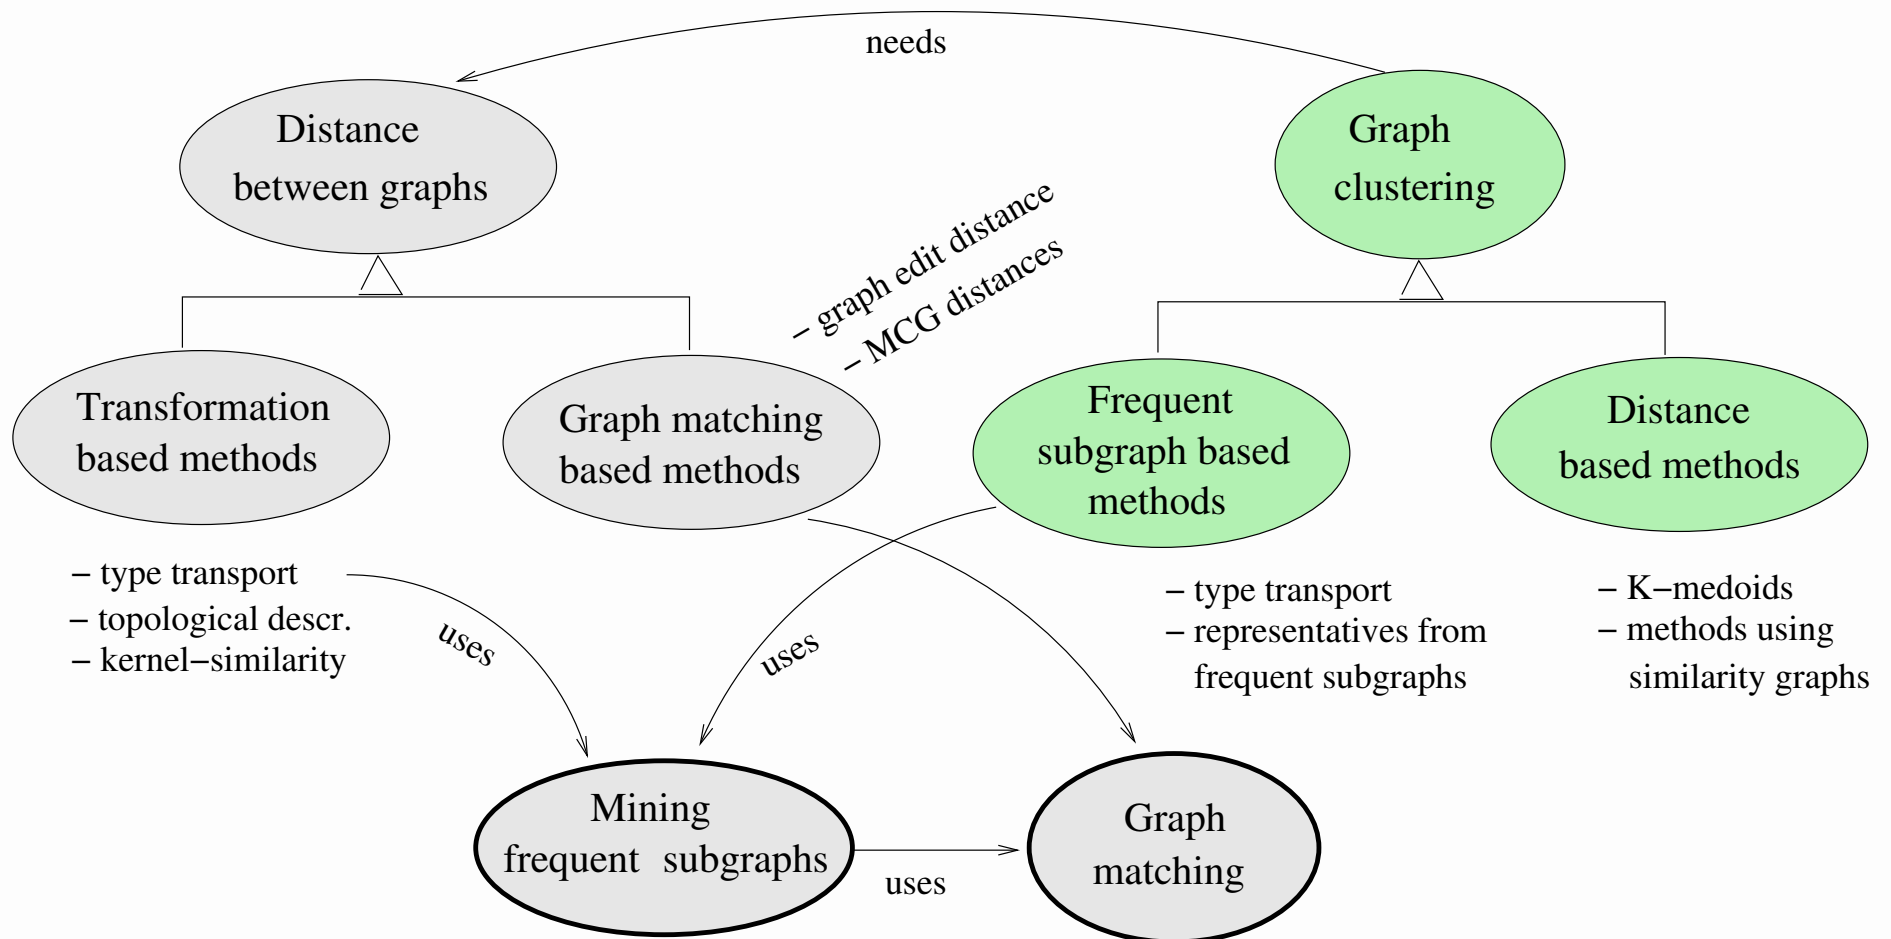 needs
Distance
between graphs
Graph
clustering
– graph edit distance
– MCG distances
Transformation
based methods
Graph matching
based methods
Frequent
subgraph based
methods
Distance
based methods
– type transport
– topological descr.
– kernel–similarity
uses
uses
– type transport
– representatives from
frequent subgraphs
– K–medoids
– methods using
similarity graphs
Mining
frequent subgraphs
uses
Graph
matching